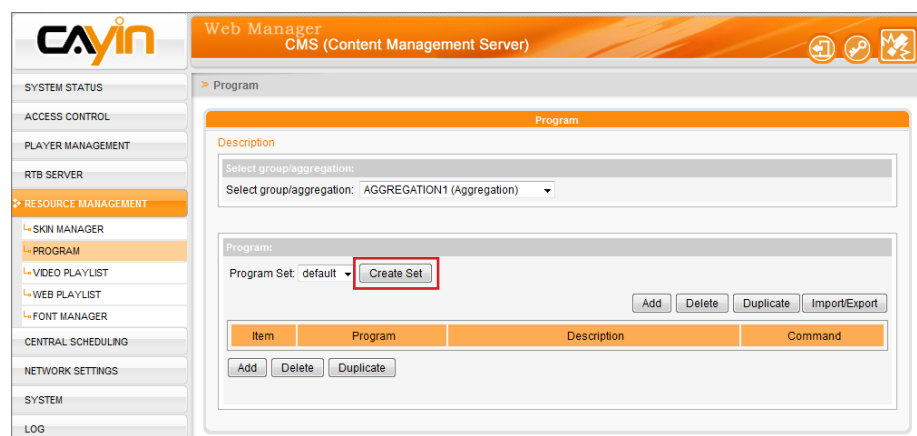 CAYIN
Web Manager
CMS (Content Management Server)
SYSTEM STATUS
ACCESS CONTROL
PLAYER MANAGEMENT
RTB SERVER
RESOURCE MANAGEMENT
SKIN MANAGER
PROGRAM
VIDEO PLAYLIST
WEB PLAYLIST
FONT MANAGER
CENTRAL SCHEDULING
NETWORK SETTINGS
SYSTEM
LOG
Program
Program
Description
Select group/aggregation:
Select group/aggregation: AGGREGATION1 (Aggregation)
Program:
Program Set: default Create Set
Add Delete Duplicate Import/Export
Item Program Description Command
Add Delete Duplicate